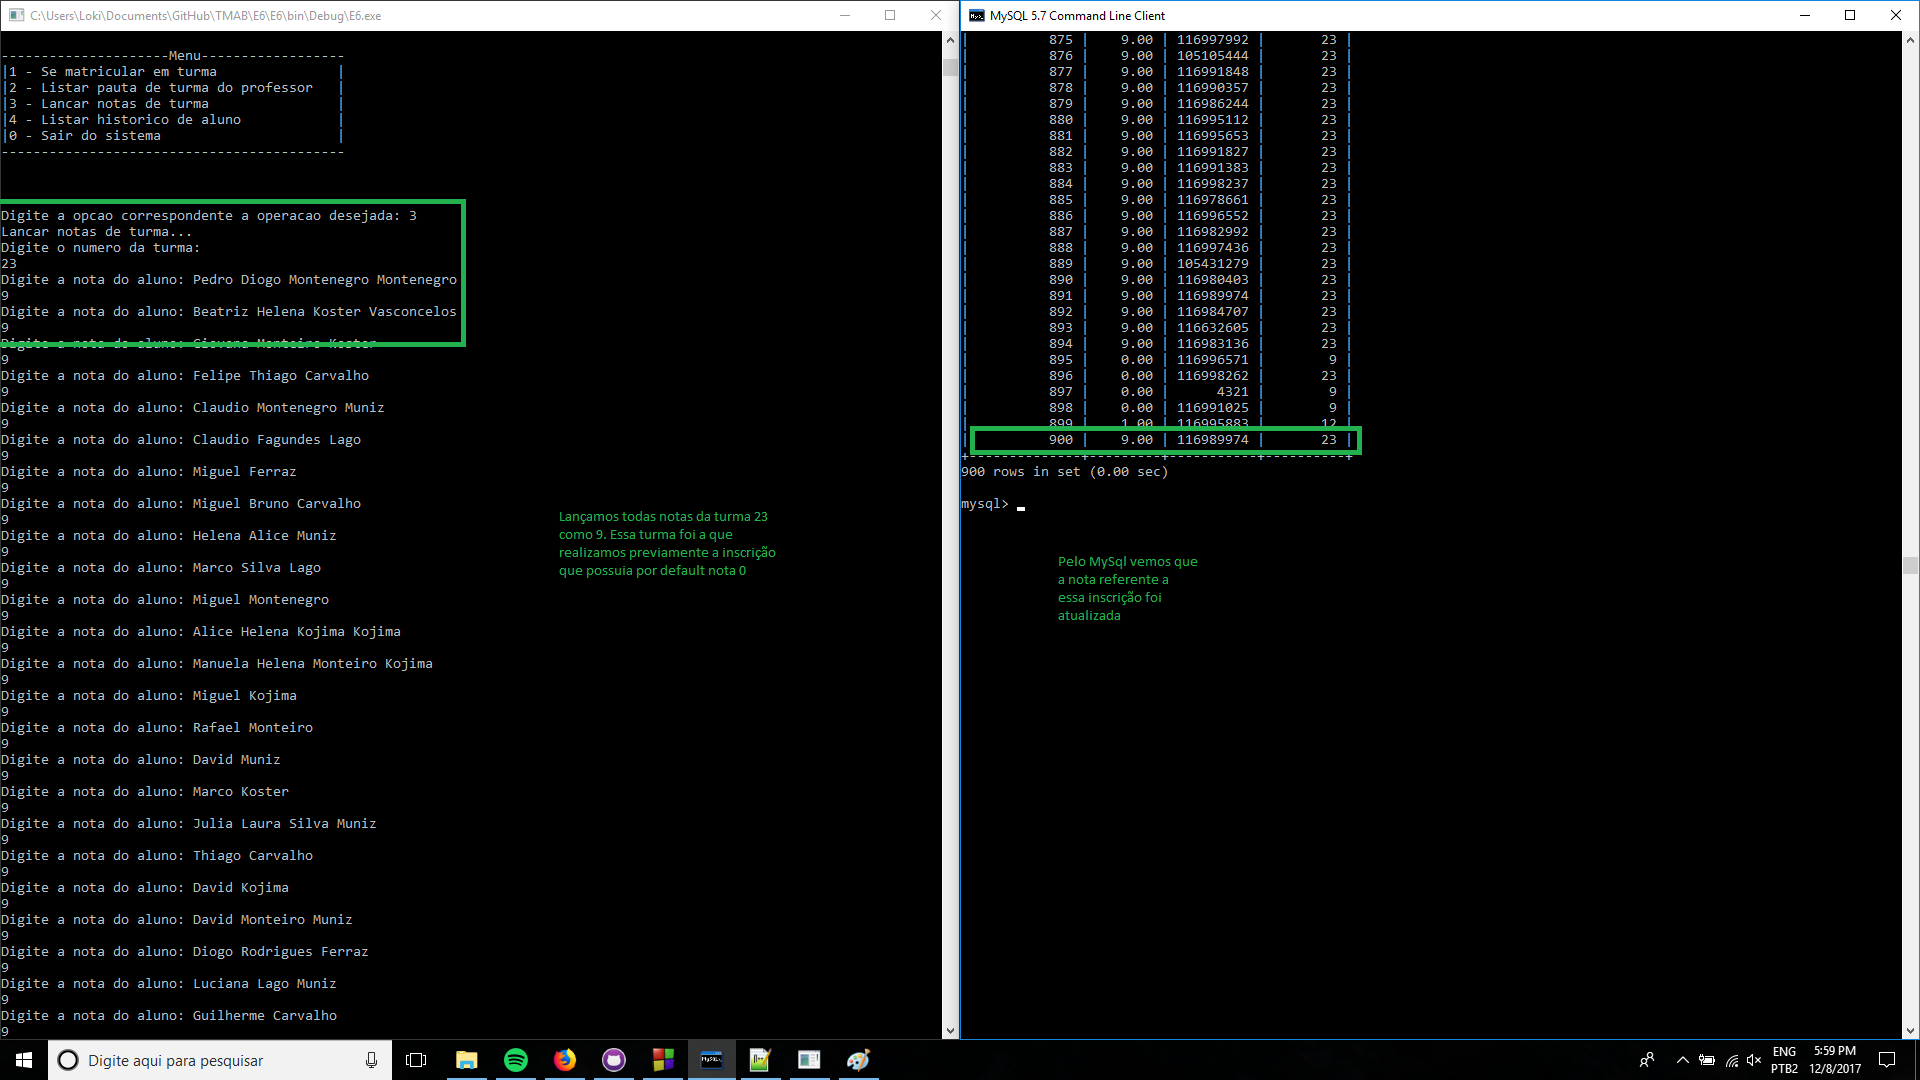 C:\Users\Loki\Documents\GitHub\TMAB\E6\E6\bin\Debug\E6.exe
---------------------Menu------------------
|1 - Se matricular em turma               |
|2 - Listar pauta de turma do professor   |
|3 - Lancar notas de turma                |
|4 - Listar historico de aluno            |
|0 - Sair do sistema                      |
-------------------------------------------
Digite a opcao correspondente a operacao desejada: 3
Lancar notas de turma...
Digite o numero da turma:
23
Digite a nota do aluno: Pedro Diogo Montenegro Montenegro
9
Digite a nota do aluno: Beatriz Helena Koster Vasconcelos
9
Digite a nota do aluno: Giovana Monteiro Koster
9
Digite a nota do aluno: Felipe Thiago Carvalho
9
Digite a nota do aluno: Claudio Montenegro Muniz
9
Digite a nota do aluno: Claudio Fagundes Lago
9
Digite a nota do aluno: Miguel Ferraz
9
Digite a nota do aluno: Miguel Bruno Carvalho
9
Digite a nota do aluno: Helena Alice Muniz
9
Digite a nota do aluno: Marco Silva Lago
9
Digite a nota do aluno: Miguel Montenegro
9
Digite a nota do aluno: Alice Helena Kojima Kojima
9
Digite a nota do aluno: Manuela Helena Monteiro Kojima
9
Digite a nota do aluno: Miguel Kojima
9
Digite a nota do aluno: Rafael Monteiro
9
Digite a nota do aluno: David Muniz
9
Digite a nota do aluno: Marco Koster
9
Digite a nota do aluno: Julia Laura Silva Muniz
9
Digite a nota do aluno: Thiago Carvalho
9
Digite a nota do aluno: David Kojima
9
Digite a nota do aluno: David Monteiro Muniz
9
Digite a nota do aluno: Diogo Rodrigues Ferraz
9
Digite a nota do aluno: Luciana Lago Muniz
9
Digite a nota do aluno: Guilherme Carvalho
9
Lançamos todas notas da turma 23
como 9. Essa turma foi a que
realizamos previamente a inscrição
que possuia por default nota 0
MySQL 5.7 Command Line Client
| 875 | 9.00 | 116997992 | 23 |
| 876 | 9.00 | 105105444 | 23 |
| 877 | 9.00 | 116991848 | 23 |
| 878 | 9.00 | 116990357 | 23 |
| 879 | 9.00 | 116986244 | 23 |
| 880 | 9.00 | 116995112 | 23 |
| 881 | 9.00 | 116995653 | 23 |
| 882 | 9.00 | 116991827 | 23 |
| 883 | 9.00 | 116991383 | 23 |
| 884 | 9.00 | 116998237 | 23 |
| 885 | 9.00 | 116978661 | 23 |
| 886 | 9.00 | 116996552 | 23 |
| 887 | 9.00 | 116982992 | 23 |
| 888 | 9.00 | 116997436 | 23 |
| 889 | 9.00 | 105431279 | 23 |
| 890 | 9.00 | 116980403 | 23 |
| 891 | 9.00 | 116989974 | 23 |
| 892 | 9.00 | 116984707 | 23 |
| 893 | 9.00 | 116632605 | 23 |
| 894 | 9.00 | 116983136 | 23 |
| 895 | 0.00 | 116996571 | 9 |
| 896 | 0.00 | 116998262 | 23 |
| 897 | 0.00 | 4321 | 9 |
| 898 | 0.00 | 116991025 | 9 |
| 899 | 1.00 | 116995883 | 12 |
| 900 | 9.00 | 116989974 | 23 |
+--------------+---------+-----------+----------+
900 rows in set (0.00 sec)
mysql>
Pelo MySql vemos que
a nota referente a
essa inscrição foi
atualizada
Digite aqui para pesquisar
ENG
PTB2
5:59 PM
12/8/2017